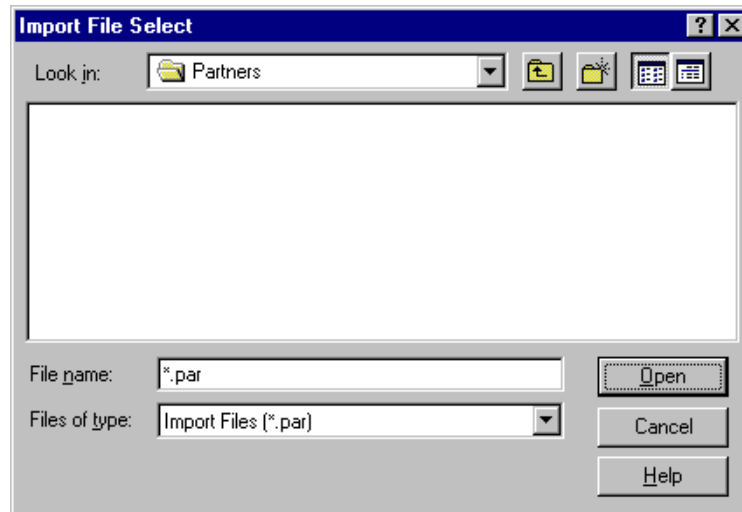 Import File Select
Look in: Partners
File name: *.par
Open
Files of type: Import Files (*.par)
Cancel
Help